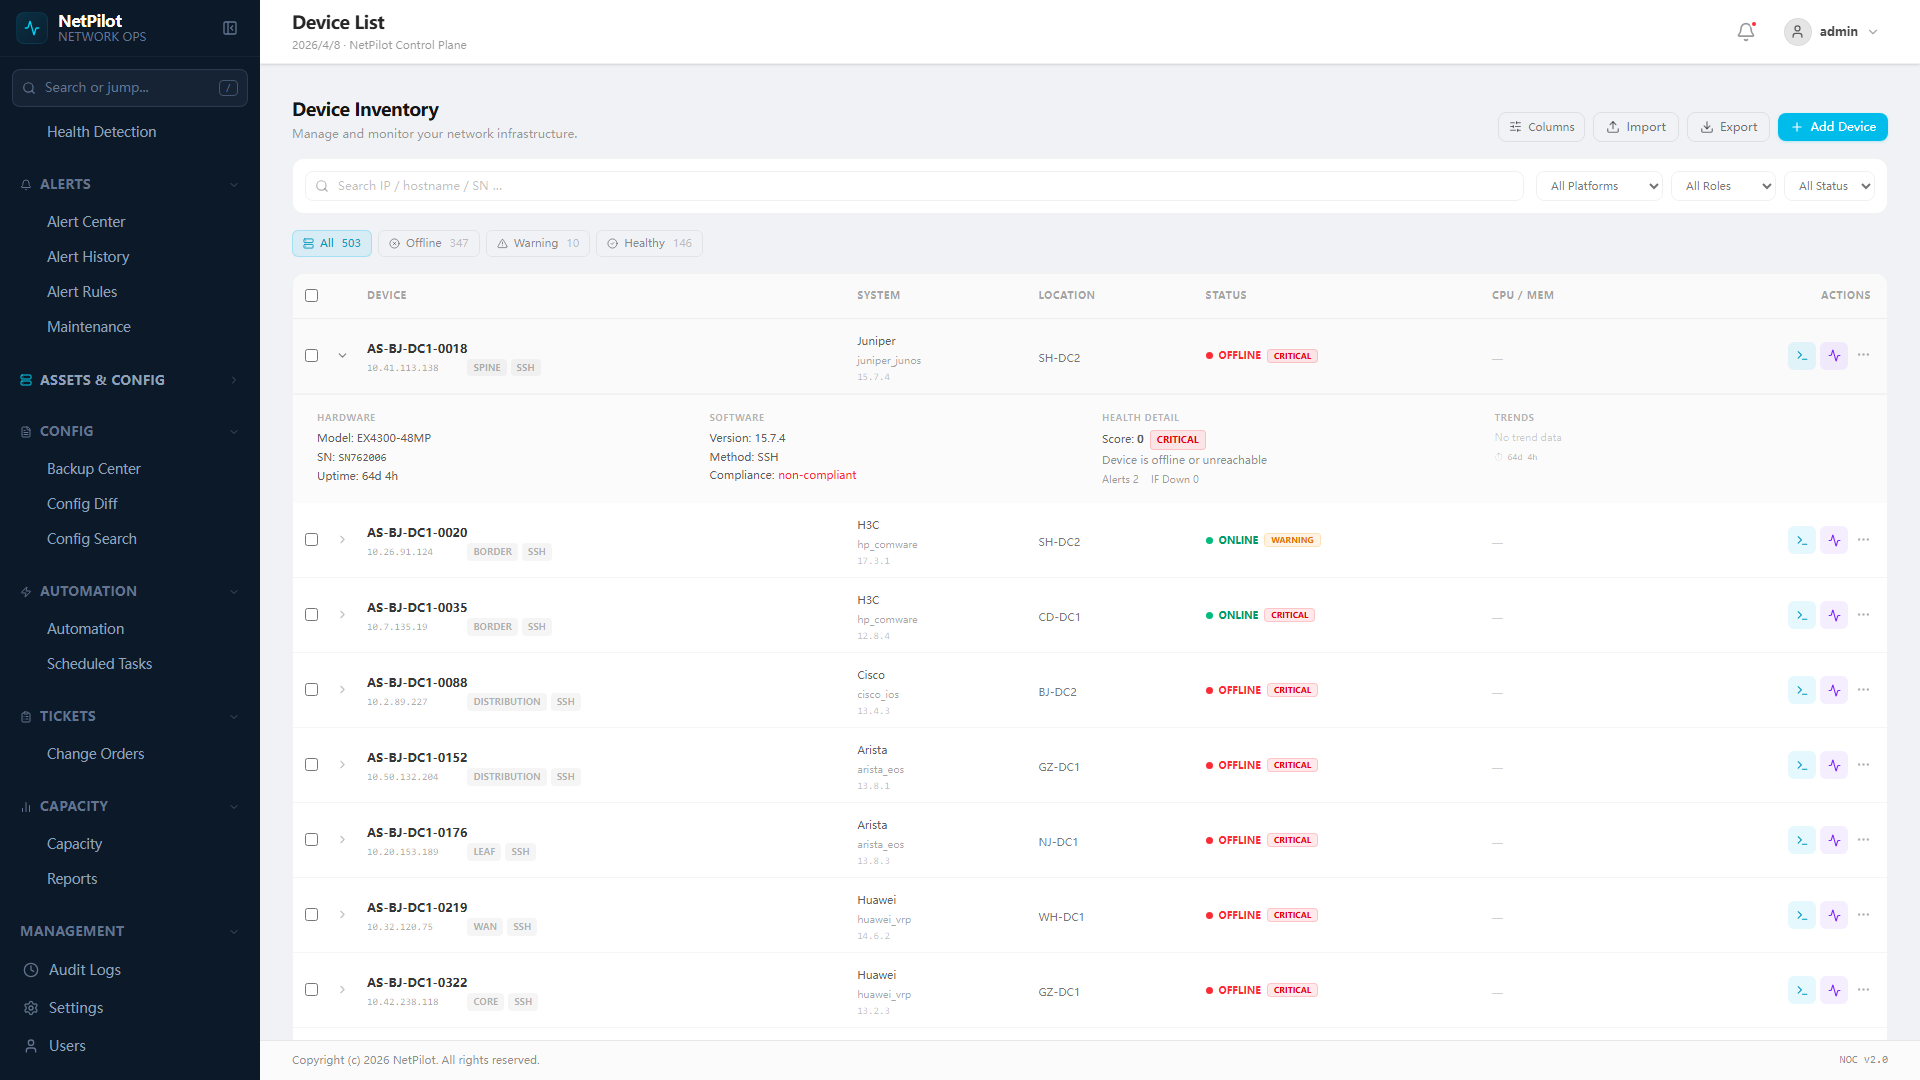 NetPilot
NETWORK OPS
Search or jump... /
Health Detection
ALERTS
Alert Center
Alert History
Alert Rules
Maintenance
ASSETS & CONFIG
CONFIG
Backup Center
Config Diff
Config Search
AUTOMATION
Automation
Scheduled Tasks
TICKETS
Change Orders
CAPACITY
Capacity
Reports
MANAGEMENT
Audit Logs
Settings
Users
Device List
2026/4/8 · NetPilot Control Plane
admin
Device Inventory
Manage and monitor your network infrastructure.
Columns
Import
Export
+ Add Device
Search IP / hostname / SN ...
All Platforms
All Roles
All Status
All 503
Offline 347
Warning 10
Healthy 146
DEVICE SYSTEM LOCATION STATUS CPU / MEM ACTIONS
AS-BJ-DC1-0018
10.41.113.138 SPINE SSH
Juniper
juniper_junos
15.7.4
SH-DC2
OFFLINE CRITICAL
—
HARDWARE
Model: EX4300-48MP
SN: SN762006
Uptime: 64d 4h
SOFTWARE
Version: 15.7.4
Method: SSH
Compliance: non-compliant
HEALTH DETAIL
Score: 0 CRITICAL
Device is offline or unreachable
Alerts 2 IF Down 0
TRENDS
No trend data
64d 4h
AS-BJ-DC1-0020
10.26.91.124 BORDER SSH
H3C
hp_comware
17.3.1
SH-DC2
ONLINE WARNING
—
AS-BJ-DC1-0035
10.7.135.19 BORDER SSH
H3C
hp_comware
12.8.4
CD-DC1
ONLINE CRITICAL
—
AS-BJ-DC1-0088
10.2.89.227 DISTRIBUTION SSH
Cisco
cisco_ios
13.4.3
BJ-DC2
OFFLINE CRITICAL
—
AS-BJ-DC1-0152
10.50.132.204 DISTRIBUTION SSH
Arista
arista_eos
13.8.1
GZ-DC1
OFFLINE CRITICAL
—
AS-BJ-DC1-0176
10.20.153.189 LEAF SSH
Arista
arista_eos
13.8.3
NJ-DC1
OFFLINE CRITICAL
—
AS-BJ-DC1-0219
10.32.120.75 WAN SSH
Huawei
huawei_vrp
14.6.2
WH-DC1
OFFLINE CRITICAL
—
AS-BJ-DC1-0322
10.42.238.118 CORE SSH
Huawei
huawei_vrp
13.2.3
GZ-DC1
OFFLINE CRITICAL
—
Copyright (c) 2026 NetPilot. All rights reserved.
NOC v2.0